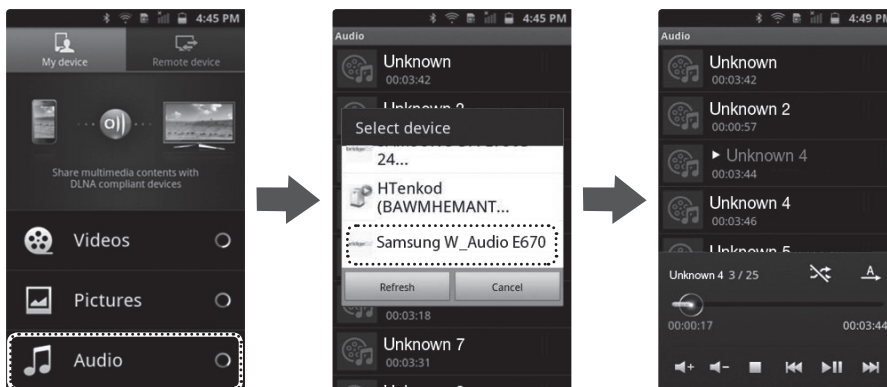 4:45 PM
My device
Remote device
Share multimedia contents with
DLNA compliant devices
Videos
Pictures
Audio
4:45 PM
Audio
Unknown
00:03:42
Select device
24...
HTenkod
(BAWMHEMANT...
Samsung W_Audio E670
Refresh
Cancel
00:03:18
Unknown 7
00:03:31
4:49 PM
Audio
Unknown
00:03:42
Unknown 2
00:00:57
Unknown 4
00:03:44
Unknown 4
00:03:46
Unknown 5
Unknown 4 3 / 25
A
00:00:17
00:03:44